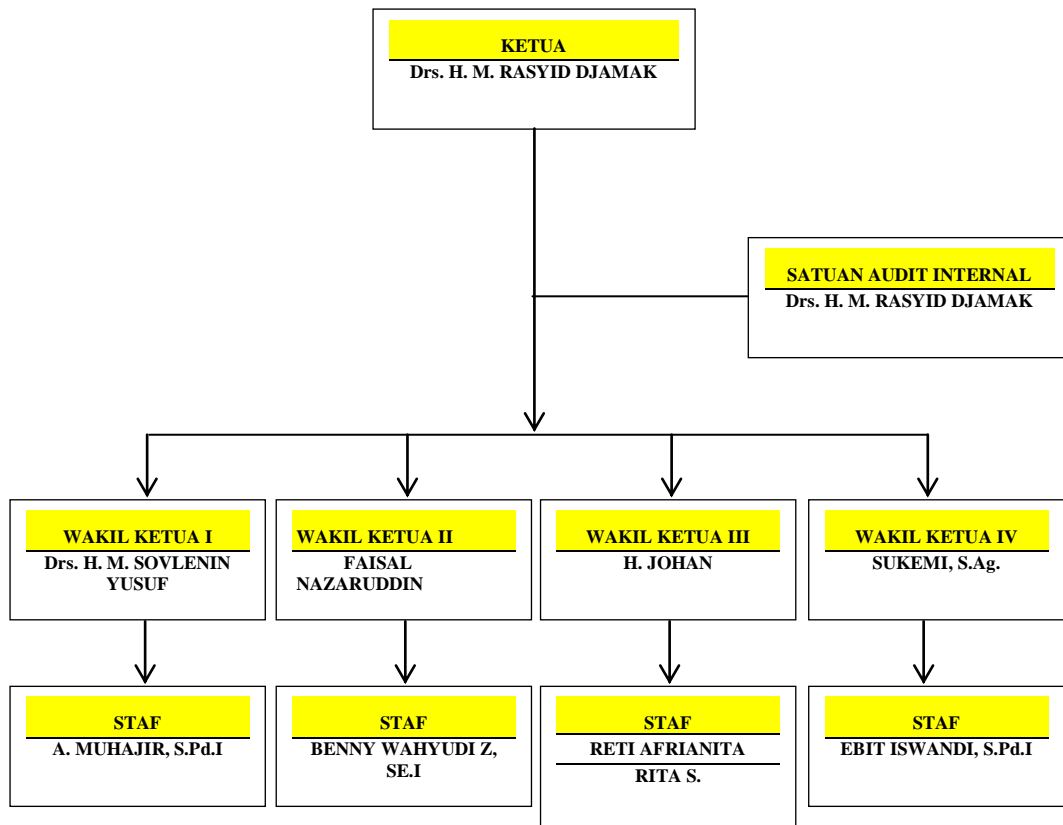 KETUA
Drs. H. M. RASYID DJAMAK
SATUAN AUDIT INTERNAL
Drs. H. M. RASYID DJAMAK
WAKIL KETUA I
Drs. H. M. SOVLENIN
YUSUF
WAKIL KETUA II
FAISAL
NAZARUDDIN
WAKIL KETUA III
H. JOHAN
WAKIL KETUA IV
SUKEMI, S.Ag.
STAF
A. MUHAJIR, S.Pd.I
STAF
BENNY WAHYUDI Z,
SE.I
STAF
RETI AFRIANITA
RITA S.
STAF
EBIT ISWANDI, S.Pd.I